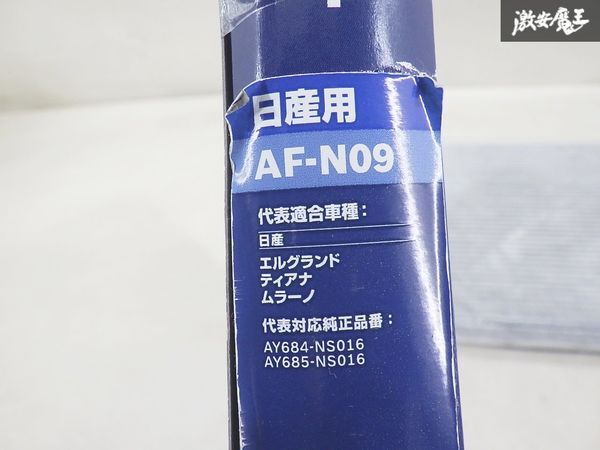 激安魔王
日産用
AF-N09
代表適合車種：
日産
エルグランド
ティアナ
ムラーノ
代表対応純正品番：
AY684-NS016
AY685-NS016